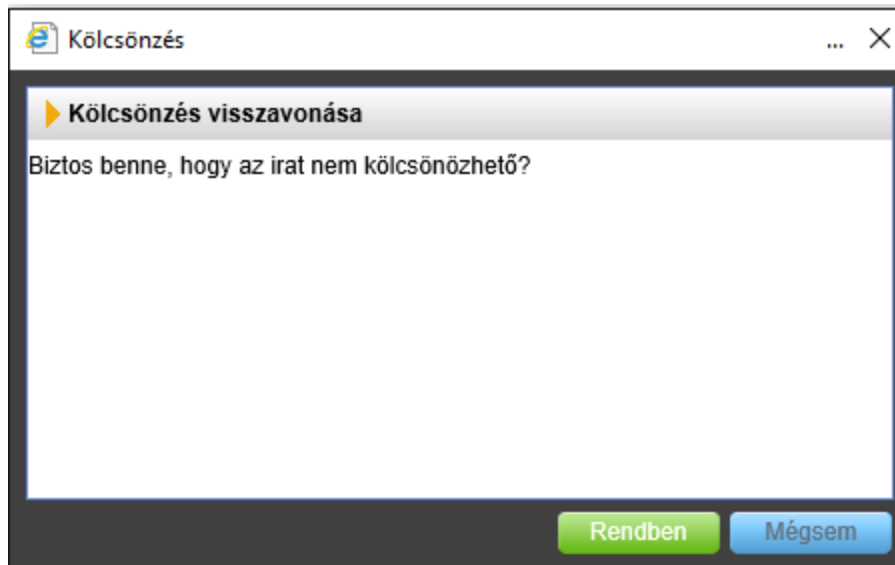 Kölcsönzés
...
Kölcsönzés visszavonása
Biztos benne, hogy az irat nem kölcsönözhető?
Rendben
Mégsem